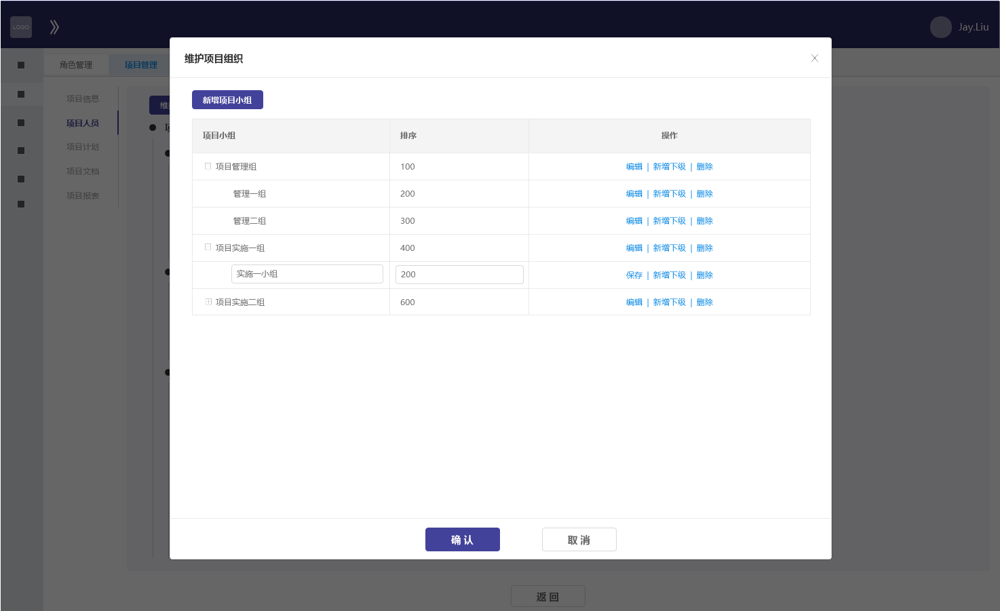 LOGO
Jay.Liu
角色管理
项目管理
项目信息
项目人员
项目计划
项目文档
项目报表
维护项目组织
新增项目小组
项目小组 排序 操作
项目管理组 100 编辑 | 新增下级 | 删除
管理一组 200 编辑 | 新增下级 | 删除
管理二组 300 编辑 | 新增下级 | 删除
项目实施一组 400 编辑 | 新增下级 | 删除
实施一小组 200 保存 | 新增下级 | 删除
项目实施二组 600 编辑 | 新增下级 | 删除
确 认 取 消
返 回